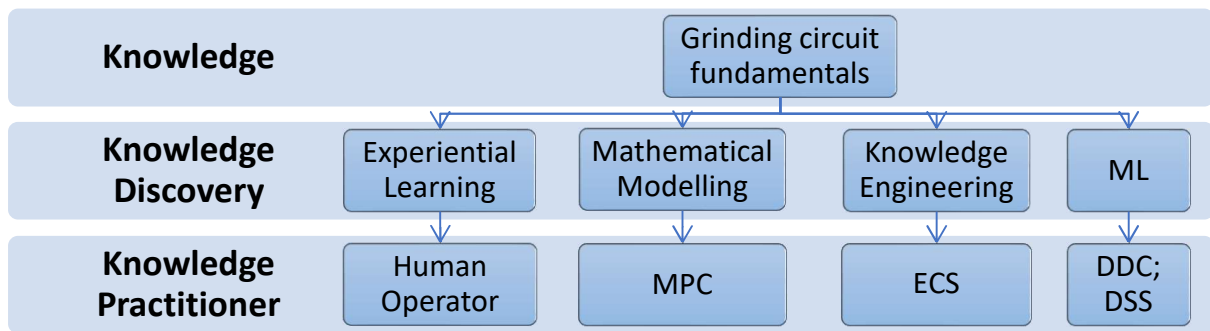 Knowledge
Grinding circuit
fundamentals
Knowledge
Discovery
Experiential
Learning
Mathematical
Modelling
Knowledge
Engineering
ML
Knowledge
Practitioner
Human
Operator
MPC
ECS
DDC;
DSS